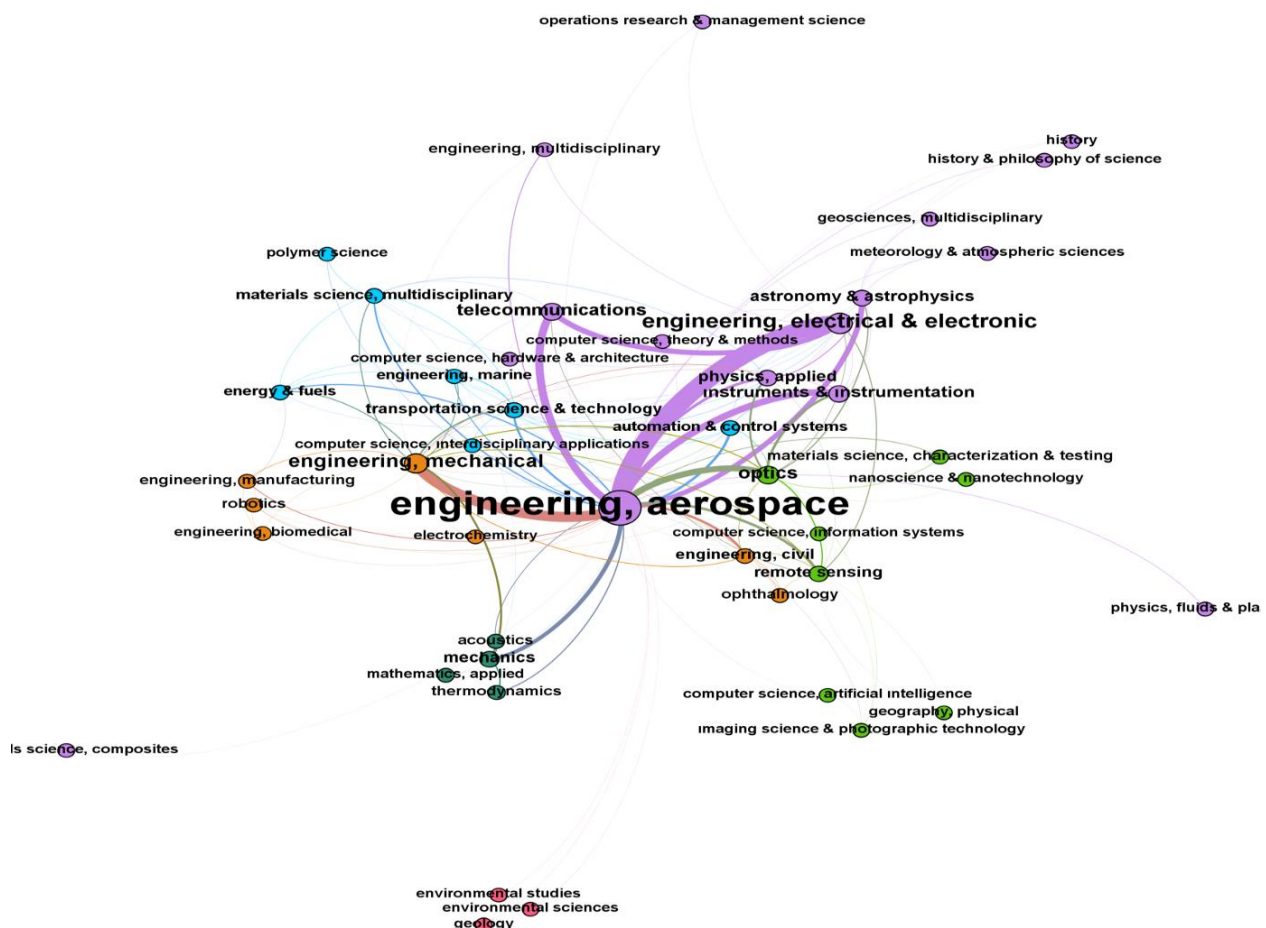 operations research & management science
history
engineering, multidisciplinary
history & philosophy of science
geosciences, multidisciplinary
polymer science
meteorology & atmospheric sciences
materials science, multidisciplinary
astronomy & astrophysics
telecommunications
engineering, electrical & electronic
computer science, theory & methods
computer science, hardware & architecture
engineering, marine
physics, applied
energy & fuels
instruments & instrumentation
transportation science & technology
automation & control systems
computer science, interdisciplinary applications
materials science, characterization & testing
engineering, mechanical
optics
engineering, manufacturing
nanoscience & nanotechnology
robotics
engineering, aerospace
engineering, biomedical
electrochemistry
computer science, information systems
engineering, civil
remote sensing
ophthalmology
physics, fluids & pla
acoustics
mechanics
mathematics, applied
thermodynamics
computer science, artificial intelligence
geography, physical
imaging science & photographic technology
ls science, composites
environmental studies
environmental sciences
geology